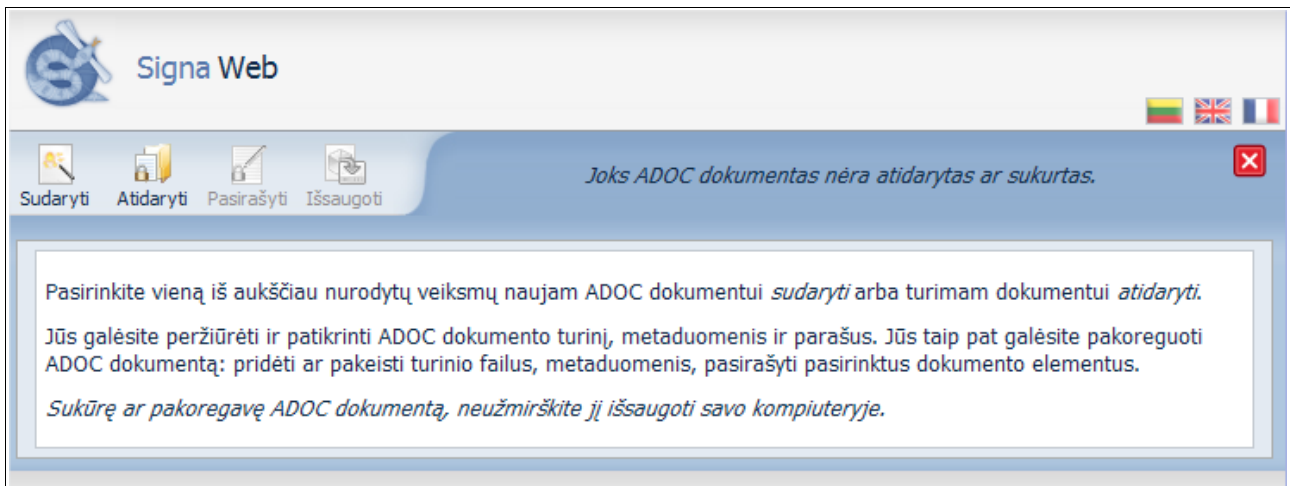 Signa Web
Sudaryti Atidaryti Pasirašyti Išsaugoti
Joks ADOC dokumentas nėra atidarytas ar sukurtas.
Pasirinkite vieną iš aukščiau nurodytų veiksmų naujam ADOC dokumentui sudaryti arba turimam dokumentui atidaryti.
Jūs galėsite peržiūrėti ir patikrinti ADOC dokumento turinį, metaduomenis ir parašus. Jūs taip pat galėsite pakoreguoti
ADOC dokumentą: pridėti ar pakeisti turinio failus, metaduomenis, pasirašyti pasirinktus dokumento elementus.
Sukūrę ar pakoregavę ADOC dokumentą, neužmirškite jį išsaugoti savo kompiuteryje.